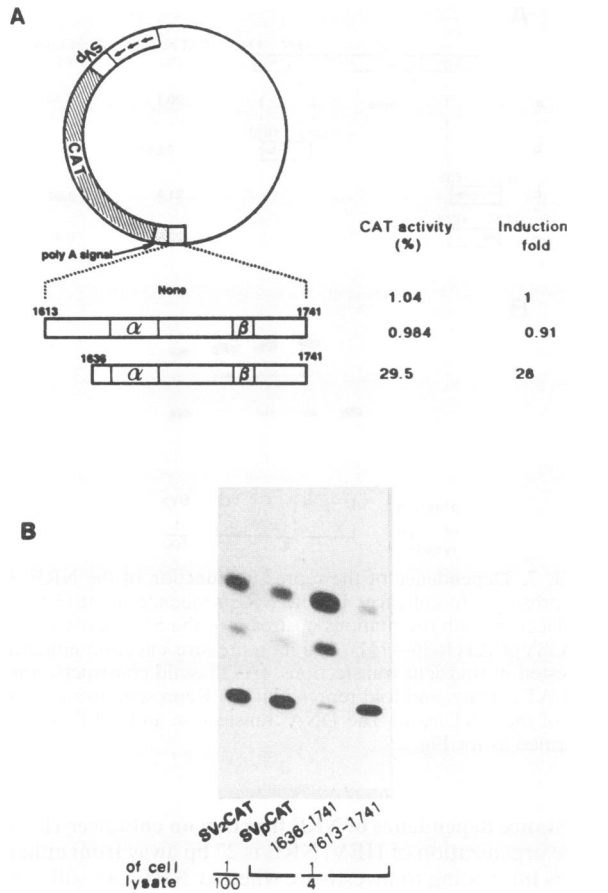 A
SVp
CAT
poly A signal
CAT activity
(%)
Induction
fold
None
1.04
1
1613
1741
α
β
0.984
0.91
1636
1741
α
β
29.5
28
B
SV2CAT
SVpCAT
1636-1741
1613-1741
of cell
lysate
1
100
1
4